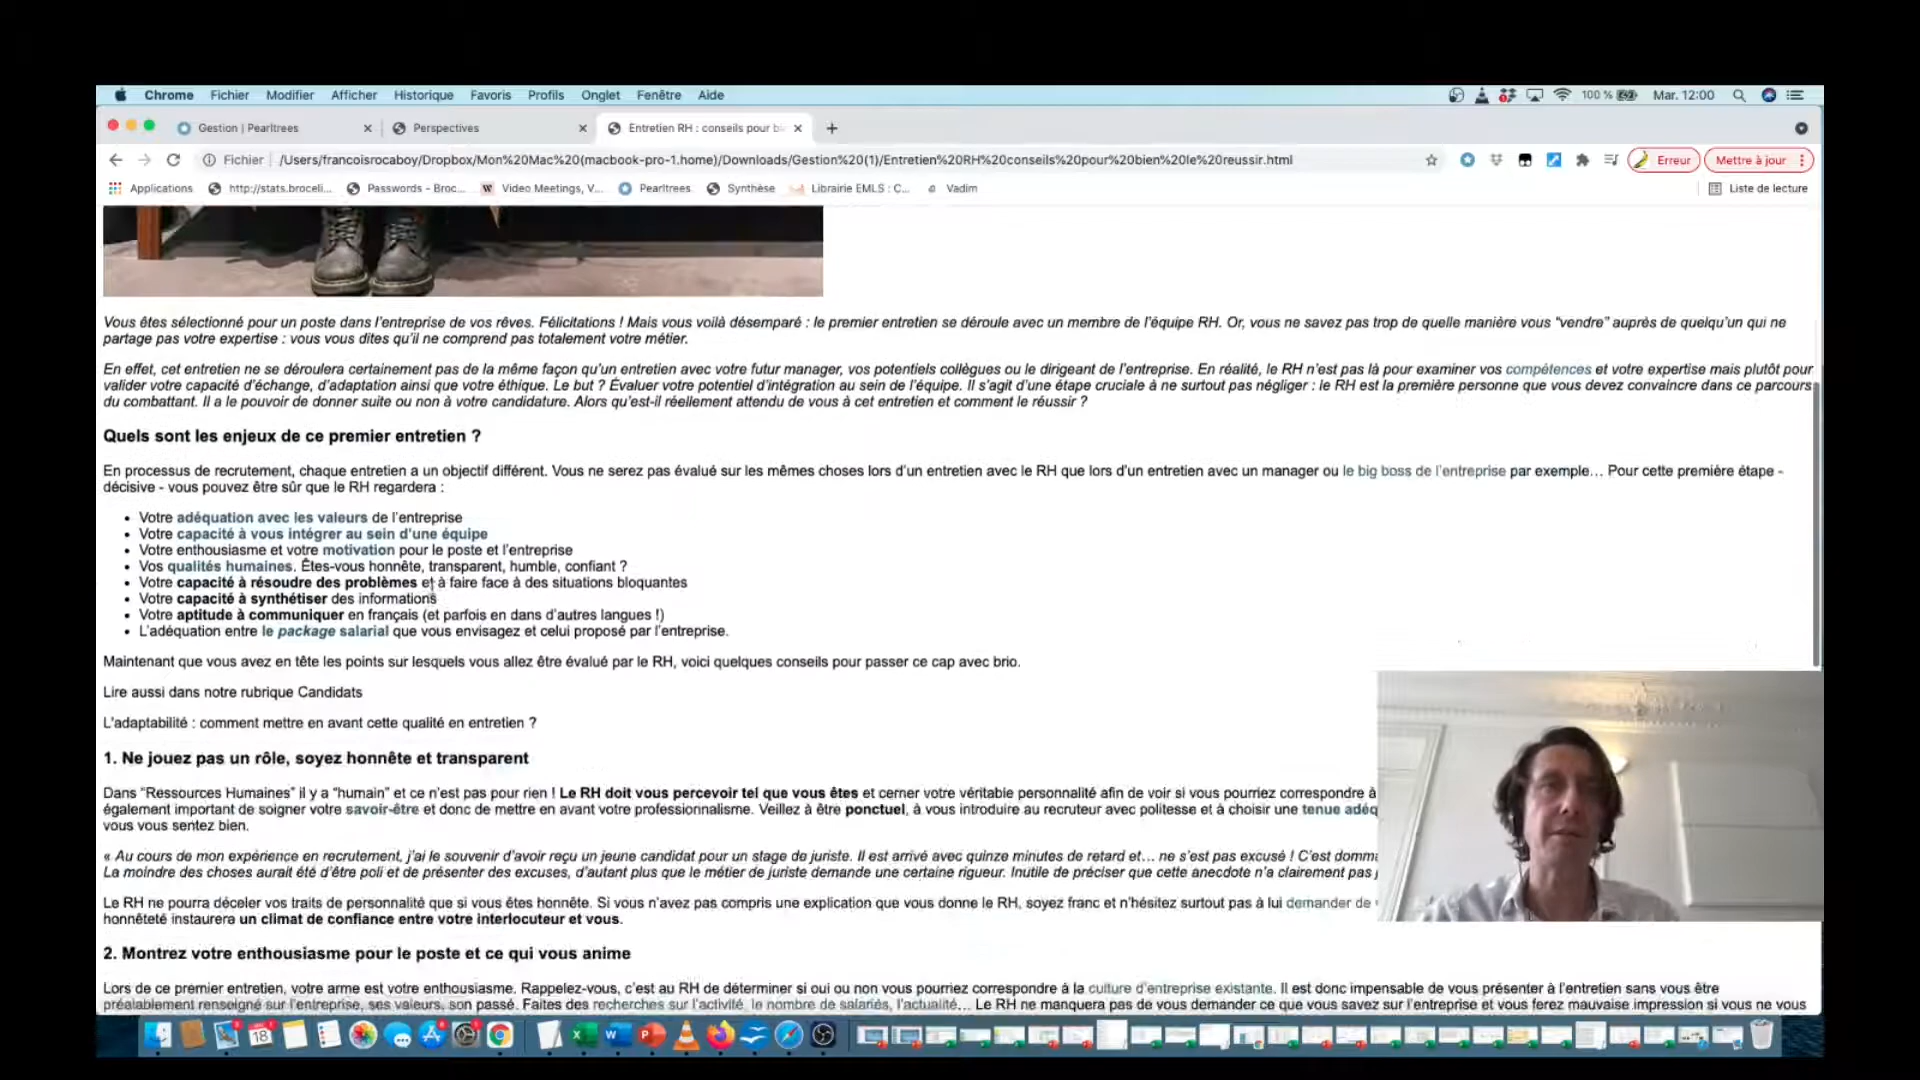 Chrome Fichier Modifier Afficher Historique Favoris Profils Onglet Fenêtre Aide 100 % Mar. 12:00
Gestion | Pearltrees Perspectives Entretien RH : conseils pour bi
Fichier /Users/francoisrocaboy/Dropbox/Mon%20Mac%20(macbook-pro-1.home)/Downloads/Gestion%20(1)/Entretien%20RH%20conseils%20pour%20bien%20le%20reussir.html Erreur Mettre à jour
Applications http://stats.broceli... Passwords - Broc... Video Meetings, V... Pearltrees Synthèse Librairie EMLS : C... Vadim Liste de lecture
Vous êtes sélectionné pour un poste dans l'entreprise de vos rêves. Félicitations ! Mais vous voilà désemparé : le premier entretien se déroule avec un membre de l'équipe RH. Or, vous ne savez pas trop de quelle manière vous “vendre” auprès de quelqu'un qui ne
partage pas votre expertise : vous vous dites qu'il ne comprend pas totalement votre métier.
En effet, cet entretien ne se déroulera certainement pas de la même façon qu'un entretien avec votre futur manager, vos potentiels collègues ou le dirigeant de l'entreprise. En réalité, le RH n'est pas là pour examiner vos compétences et votre expertise mais plutôt pour
valider votre capacité d'échange, d'adaptation ainsi que votre éthique. Le but ? Évaluer votre potentiel d'intégration au sein de l'équipe. Il s'agit d'une étape cruciale à ne surtout pas négliger : le RH est la première personne que vous devez convaincre dans ce parcours
du combattant. Il a le pouvoir de donner suite ou non à votre candidature. Alors qu'est-il réellement attendu de vous à cet entretien et comment le réussir ?
Quels sont les enjeux de ce premier entretien ?
En processus de recrutement, chaque entretien a un objectif différent. Vous ne serez pas évalué sur les mêmes choses lors d'un entretien avec le RH que lors d'un entretien avec un manager ou le big boss de l'entreprise par exemple… Pour cette première étape -
décisive - vous pouvez être sûr que le RH regardera :
• Votre adéquation avec les valeurs de l'entreprise
• Votre capacité à vous intégrer au sein d'une équipe
• Votre enthousiasme et votre motivation pour le poste et l'entreprise
• Vos qualités humaines. Êtes-vous honnête, transparent, humble, confiant ?
• Votre capacité à résoudre des problèmes et à faire face à des situations bloquantes
• Votre capacité à synthétiser des informations
• Votre aptitude à communiquer en français (et parfois en dans d'autres langues !)
• L'adéquation entre le package salarial que vous envisagez et celui proposé par l'entreprise.
Maintenant que vous avez en tête les points sur lesquels vous allez être évalué par le RH, voici quelques conseils pour passer ce cap avec brio.
Lire aussi dans notre rubrique Candidats
L'adaptabilité : comment mettre en avant cette qualité en entretien ?
1. Ne jouez pas un rôle, soyez honnête et transparent
Dans “Ressources Humaines” il y a “humain” et ce n'est pas pour rien ! Le RH doit vous percevoir tel que vous êtes et cerner votre véritable personnalité afin de voir si vous pourriez correspondre à
également important de soigner votre savoir-être et donc de mettre en avant votre professionnalisme. Veillez à être ponctuel, à vous introduire au recruteur avec politesse et à choisir une tenue adéq
vous vous sentez bien.
« Au cours de mon expérience en recrutement, j'ai le souvenir d'avoir reçu un jeune candidat pour un stage de juriste. Il est arrivé avec quinze minutes de retard et… ne s'est pas excusé ! C'est domm
La moindre des choses aurait été d'être poli et de présenter des excuses, d'autant plus que le métier de juriste demande une certaine rigueur. Inutile de préciser que cette anecdote n'a clairement pas
Le RH ne pourra déceler vos traits de personnalité que si vous êtes honnête. Si vous n'avez pas compris une explication que vous donne le RH, soyez franc et n'hésitez surtout pas à lui demander de
honnêteté instaurera un climat de confiance entre votre interlocuteur et vous.
2. Montrez votre enthousiasme pour le poste et ce qui vous anime
Lors de ce premier entretien, votre arme est votre enthousiasme. Rappelez-vous, c'est au RH de déterminer si oui ou non vous pourriez correspondre à la culture d'entreprise existante. Il est donc impensable de vous présenter à l'entretien sans vous être
préalablement renseigné sur l'entreprise, ses valeurs, son passé. Faites des recherches sur l'activité, le nombre de salariés, l'actualité… Le RH ne manquera pas de vous demander ce que vous savez sur l'entreprise et vous ferez mauvaise impression si vous ne vous
18